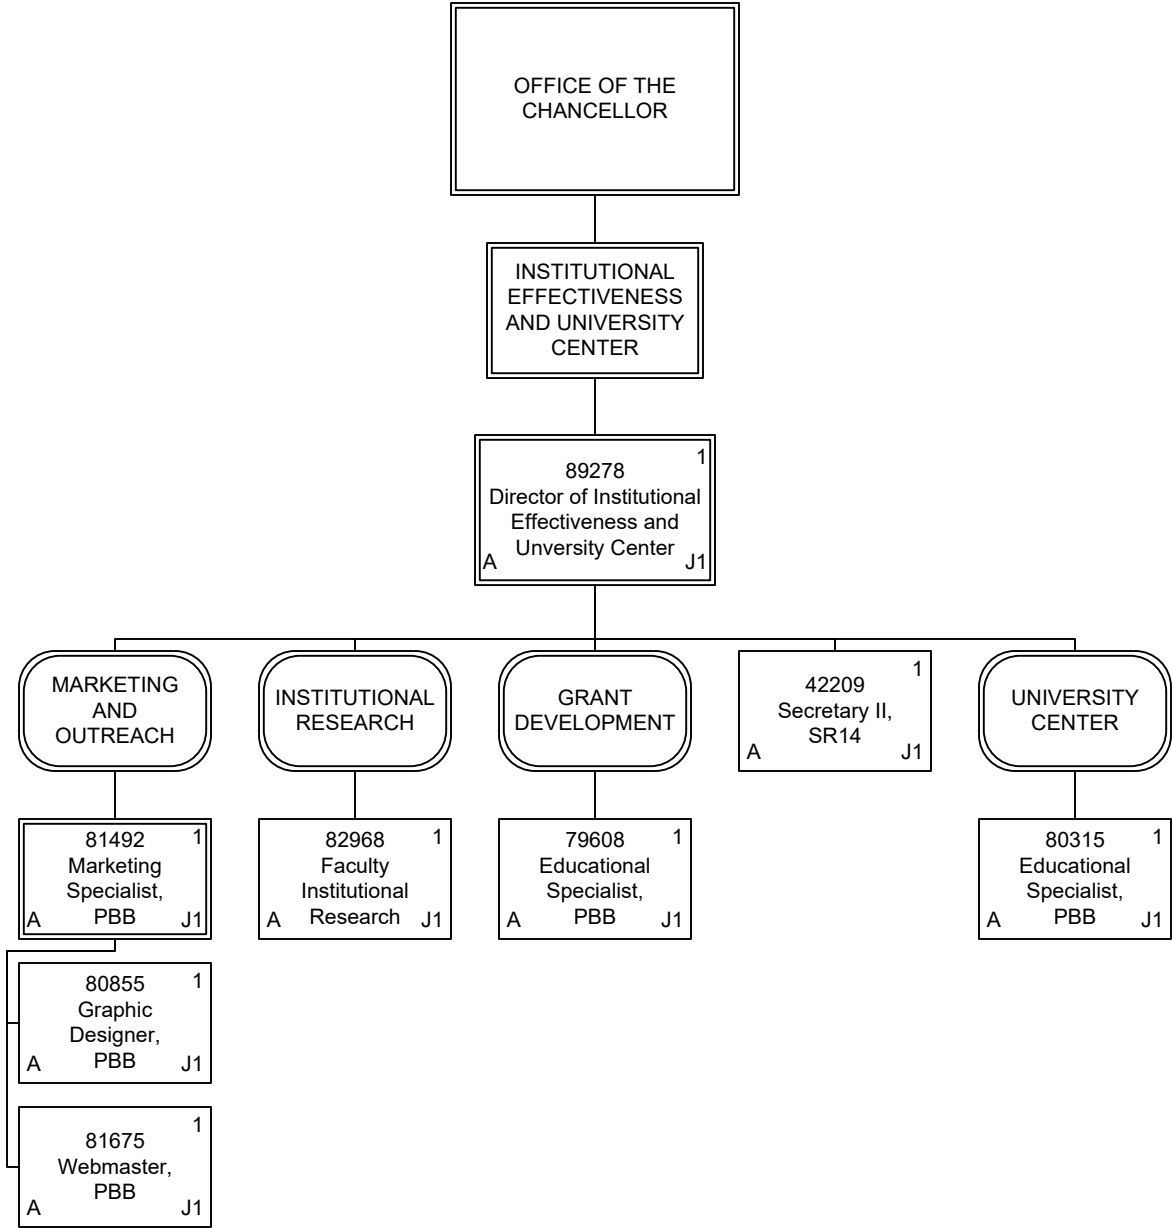 OFFICE OF THE
CHANCELLOR
INSTITUTIONAL
EFFECTIVENESS
AND UNIVERSITY
CENTER
1
89278
Director of Institutional
Effectiveness and
Unversity Center
A J1
MARKETING
AND
OUTREACH
INSTITUTIONAL
RESEARCH
GRANT
DEVELOPMENT
1
42209
Secretary II,
SR14
A J1
UNIVERSITY
CENTER
81492 1
Marketing
Specialist,
A PBB J1
82968 1
Faculty
Institutional
A Research J1
79608 1
Educational
Specialist,
A PBB J1
80315 1
Educational
Specialist,
A PBB J1
80855 1
Graphic
Designer,
A PBB J1
1
81675
Webmaster,
PBB
A J1